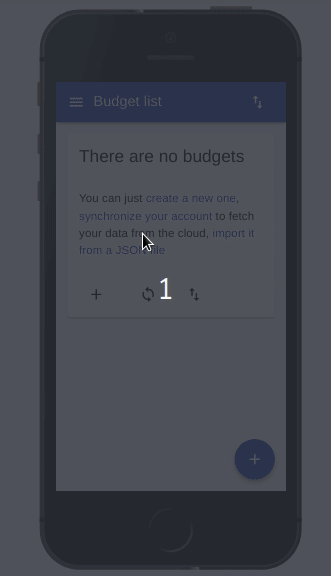 Budget list
There are no budgets
You can just create a new one,
synchronize your account to fetch
your data from the cloud, import it
from a JSON file
1